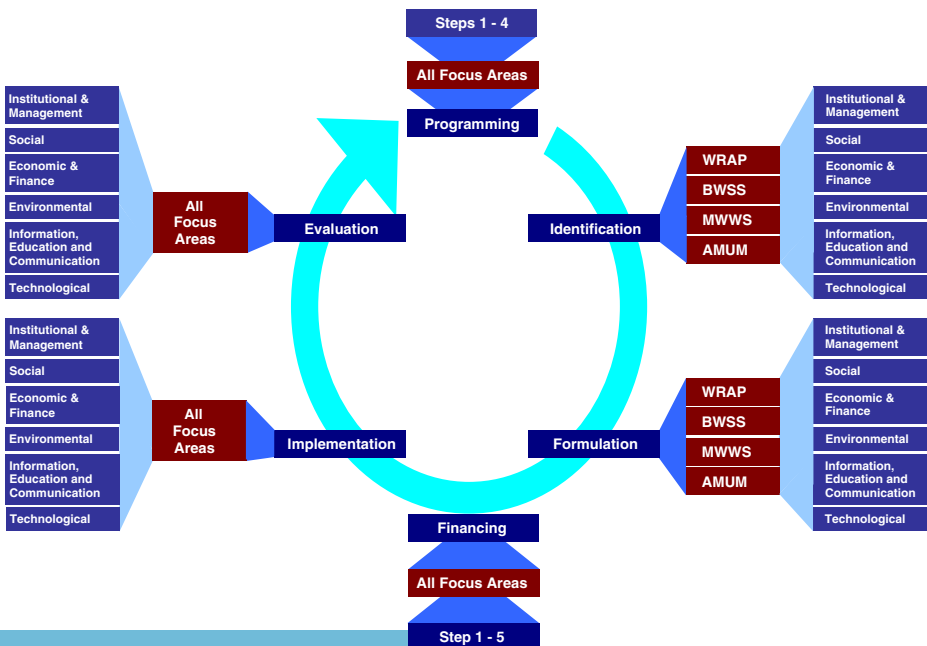 Steps 1 - 4
All Focus Areas
Programming
Institutional &
Management
Social
Economic &
Finance
Environmental
Information,
Education and
Communication
Technological
All
Focus
Areas
Evaluation
Identification
WRAP
BWSS
MWWS
AMUM
Institutional &
Management
Social
Economic &
Finance
Environmental
Information,
Education and
Communication
Technological
Institutional &
Management
Social
Economic &
Finance
Environmental
Information,
Education and
Communication
Technological
All
Focus
Areas
Implementation
Formulation
WRAP
BWSS
MWWS
AMUM
Institutional &
Management
Social
Economic &
Finance
Environmental
Information,
Education and
Communication
Technological
Financing
All Focus Areas
Step 1 - 5